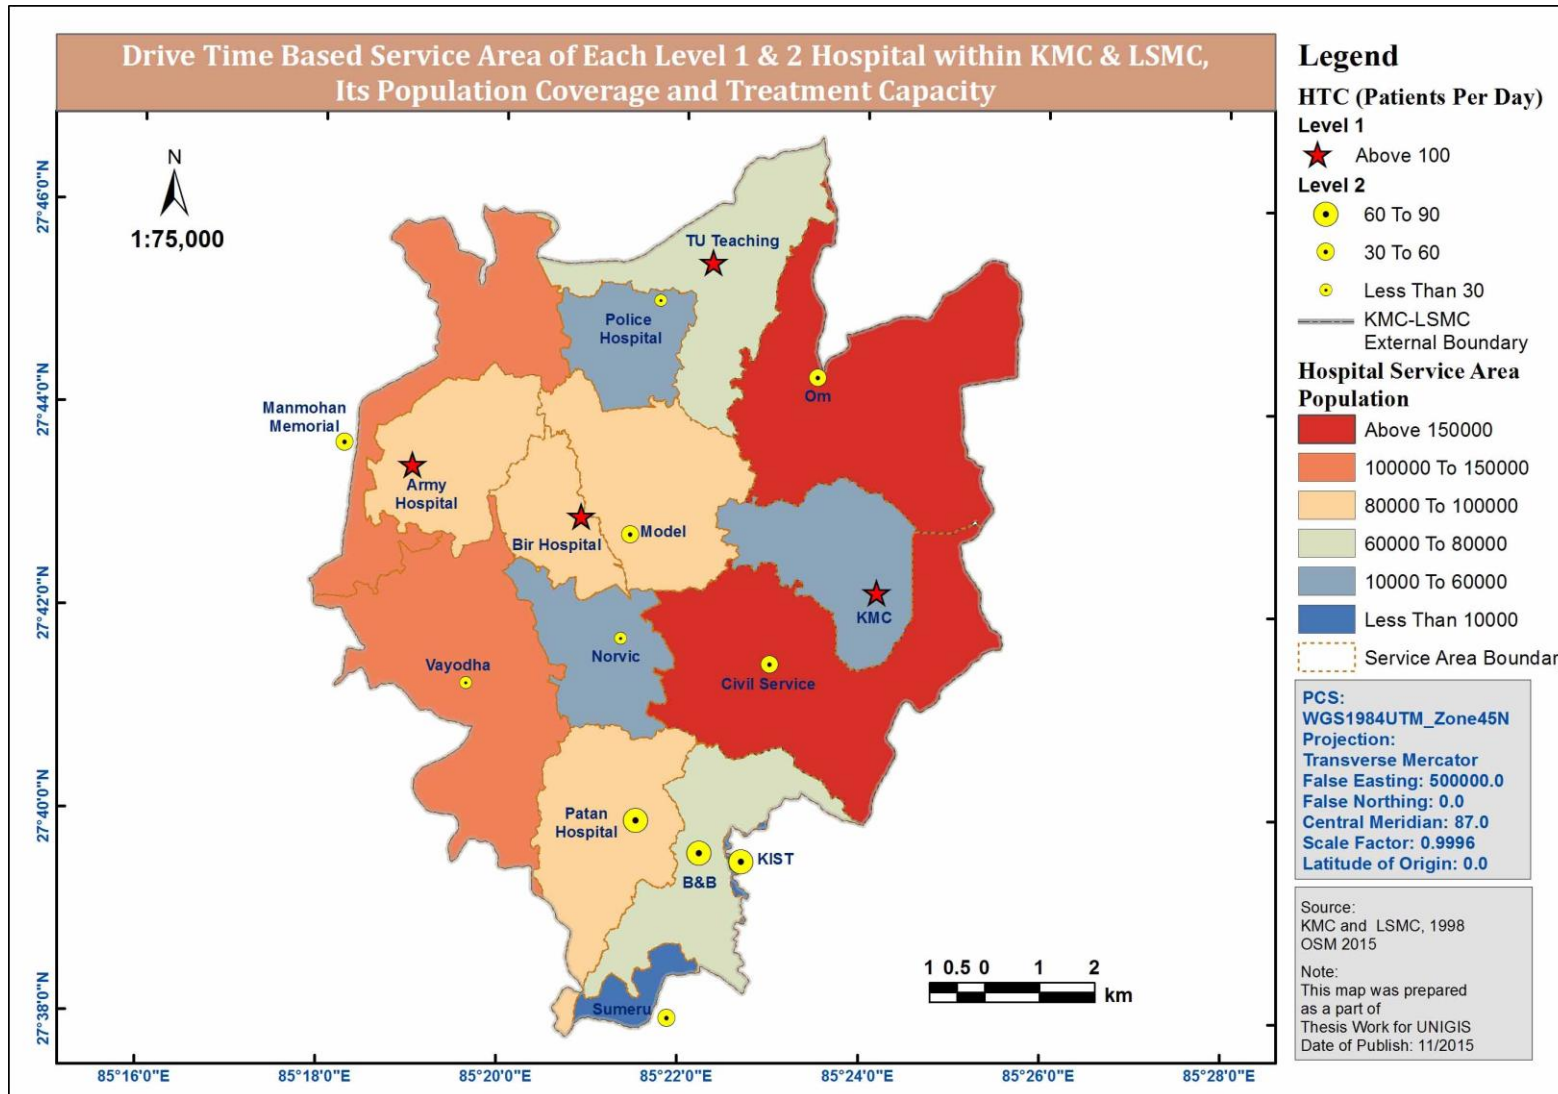 Drive Time Based Service Area of Each Level 1 & 2 Hospital within KMC & LSMC,
Its Population Coverage and Treatment Capacity
N
1:75,000
27°46'0"N
27°44'0"N
27°42'0"N
27°40'0"N
27°38'0"N
TU Teaching
Police
Hospital
Om
Manmohan
Memorial
Army
Hospital
Bir Hospital
Model
KMC
Norvic
Vayodha
Civil Service
Patan
Hospital
KIST
B&B
Sumeru
1 0.5 0 1 2
km
85°16'0"E 85°18'0"E 85°20'0"E 85°22'0"E 85°24'0"E 85°26'0"E 85°28'0"E
Legend
HTC (Patients Per Day)
Level 1
Above 100
Level 2
60 To 90
30 To 60
Less Than 30
KMC-LSMC
External Boundary
Hospital Service Area
Population
Above 150000
100000 To 150000
80000 To 100000
60000 To 80000
10000 To 60000
Less Than 10000
Service Area Boundar
PCS:
WGS1984UTM_Zone45N
Projection:
Transverse Mercator
False Easting: 500000.0
False Northing: 0.0
Central Meridian: 87.0
Scale Factor: 0.9996
Latitude of Origin: 0.0
Source:
KMC and LSMC, 1998
OSM 2015
Note:
This map was prepared
as a part of
Thesis Work for UNIGIS
Date of Publish: 11/2015